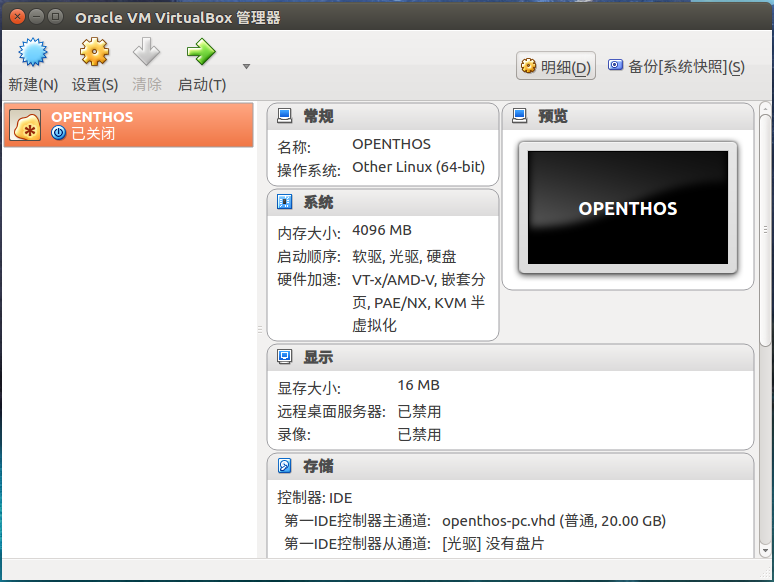 Oracle VM VirtualBox 管理器
新建(N) 设置(S) 清除 启动(T)
明细(D) 备份[系统快照](S)
OPENTHOS
已关闭
常规
名称: OPENTHOS
操作系统: Other Linux (64-bit)
预览
OPENTHOS
系统
内存大小: 4096 MB
启动顺序: 软驱, 光驱, 硬盘
硬件加速: VT-x/AMD-V, 嵌套分
页, PAE/NX, KVM 半
虚拟化
显示
显存大小: 16 MB
远程桌面服务器: 已禁用
录像: 已禁用
存储
控制器: IDE
第一IDE控制器主通道: openthos-pc.vhd (普通, 20.00 GB)
第一IDE控制器从通道: [光驱] 没有盘片